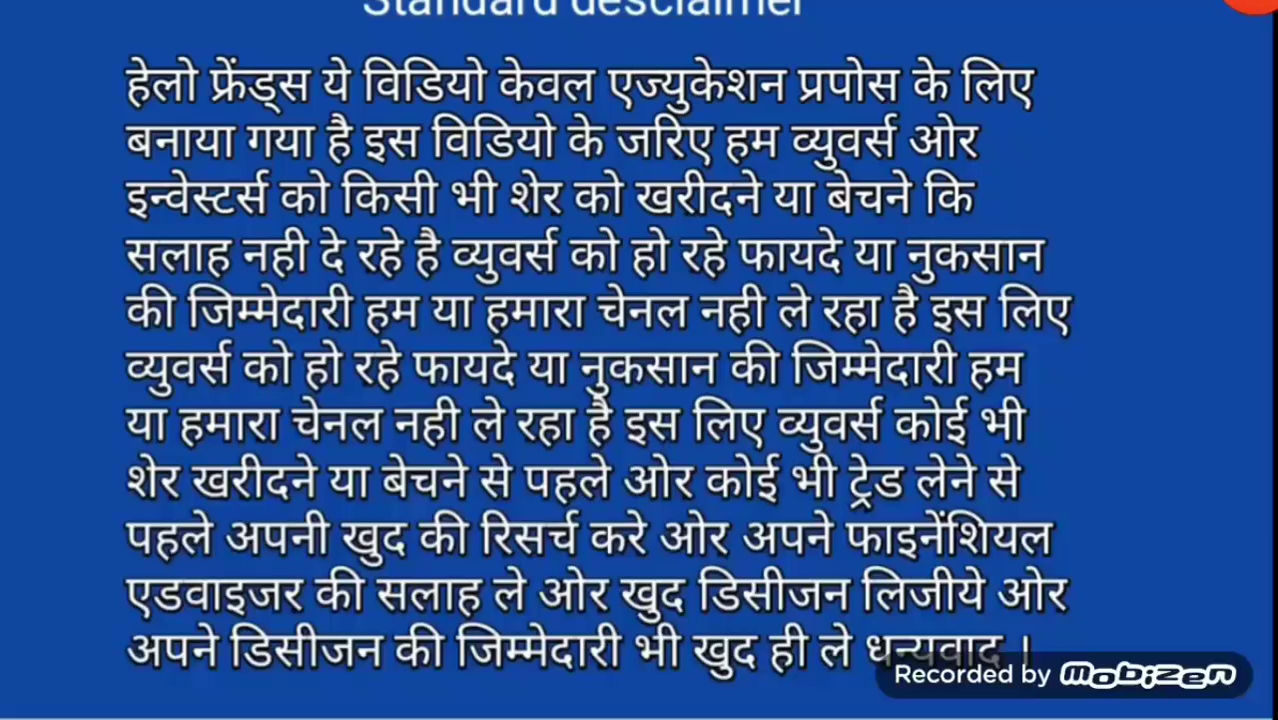 Standard desclaimer
हेलो फ्रेंड्स ये विडियो केवल एज्युकेशन प्रपोस के लिए
बनाया गया है इस विडियो के जरिए हम व्युवर्स ओर
इन्वेस्टर्स को किसी भी शेर को खरीदने या बेचने कि
सलाह नही दे रहे है व्युवर्स को हो रहे फायदे या नुकसान
की जिम्मेदारी हम या हमारा चेनल नही ले रहा है इस लिए
व्युवर्स को हो रहे फायदे या नुकसान की जिम्मेदारी हम
या हमारा चेनल नही ले रहा है इस लिए व्युवर्स कोई भी
शेर खरीदने या बेचने से पहले ओर कोई भी ट्रेड लेने से
पहले अपनी खुद की रिसर्च करे ओर अपने फाइनेंशियल
एडवाइजर की सलाह ले ओर खुद डिसीजन लिजीये ओर
अपने डिसीजन की जिम्मेदारी भी खुद ही ले धन्यवाद ।
Recorded by mobizen